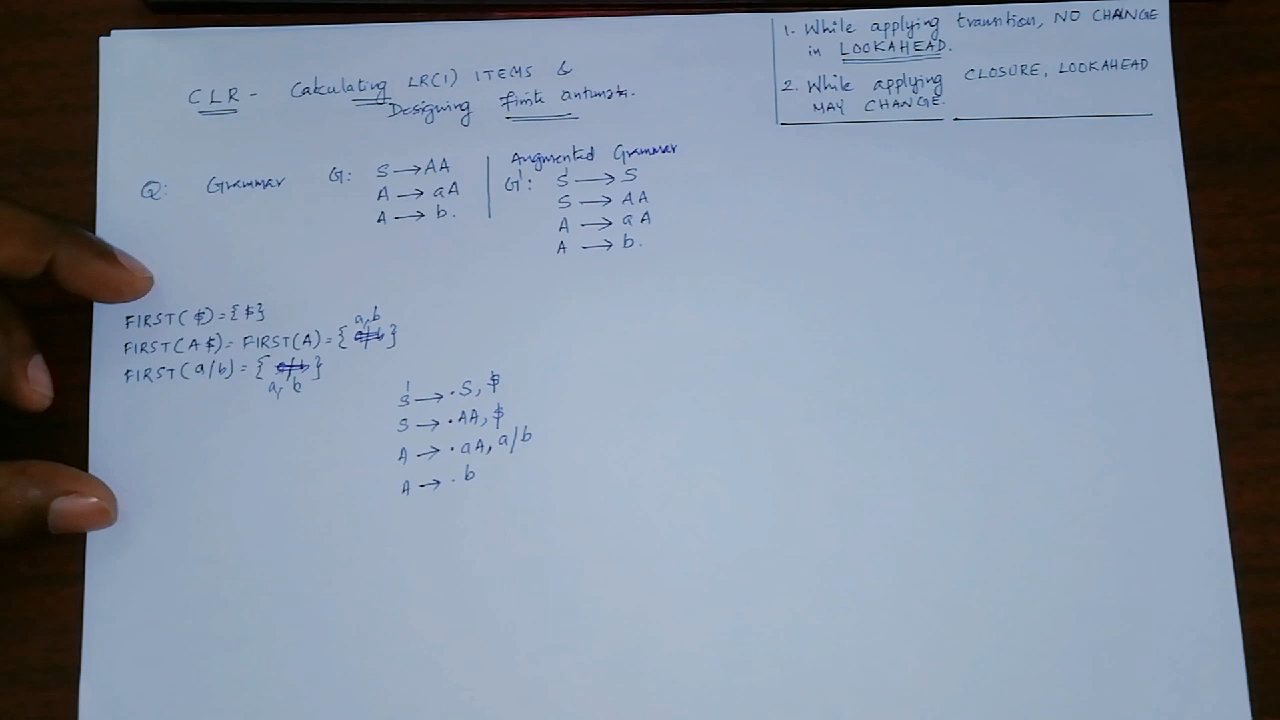 1. While applying transition, NO CHANGE
in LOOKAHEAD.
2. While applying CLOSURE, LOOKAHEAD
MAY CHANGE.
CLR - Calculating LR(1) ITEMS &
Designing finite automata.
Q: Grammar G: S → AA
A → aA
A → b.
Augmented Grammar
G': S' → S
S → AA
A → aA
A → b.
FIRST($) = {$}
a, b
FIRST(A$) = FIRST(A) = { a/b }
FIRST(a/b) = { a/b }
a, b
S' → ·S, $
S → ·AA, $
A → ·aA, a/b
A → ·b